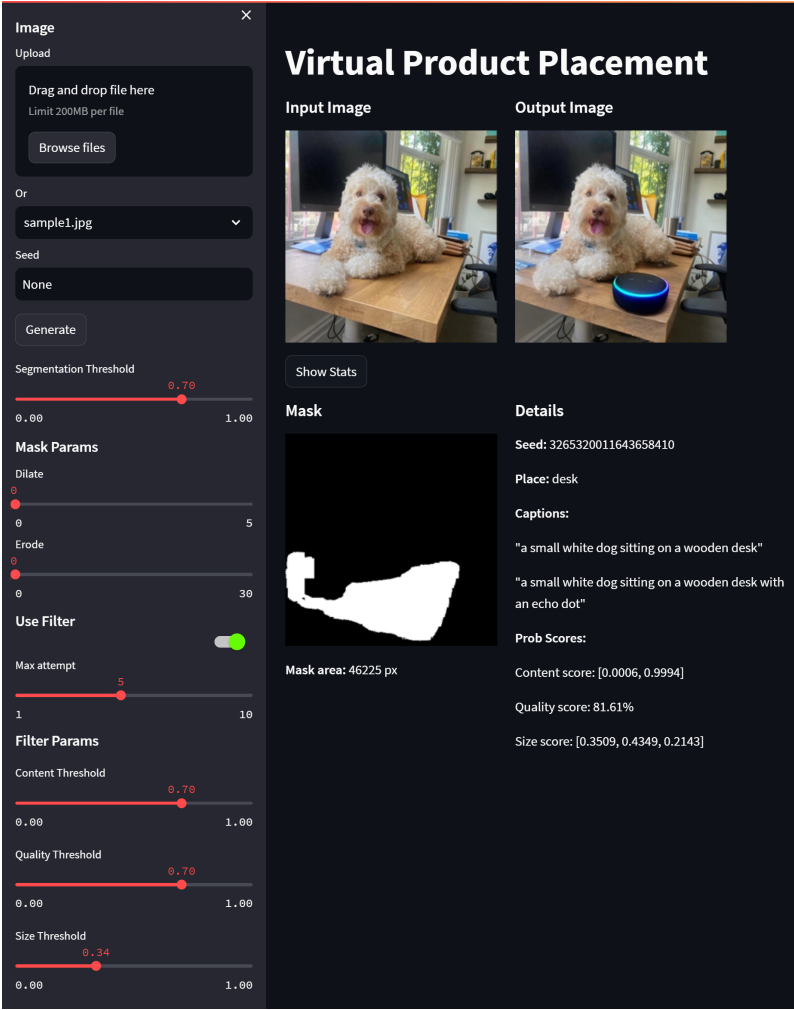 Image
Upload
Drag and drop file here
Limit 200MB per file
Browse files
Or
sample1.jpg
Seed
None
Generate
Segmentation Threshold
0.70
0.00 1.00
Mask Params
Dilate
0
0 5
Erode
0
0 30
Use Filter
Max attempt
5
1 10
Filter Params
Content Threshold
0.70
0.00 1.00
Quality Threshold
0.70
0.00 1.00
Size Threshold
0.34
0.00 1.00
Virtual Product Placement
Input Image Output Image
Show Stats
Mask
Mask area: 46225 px
Details
Seed: 3265320011643658410
Place: desk
Captions:
"a small white dog sitting on a wooden desk"
"a small white dog sitting on a wooden desk with
an echo dot"
Prob Scores:
Content score: [0.0006, 0.9994]
Quality score: 81.61%
Size score: [0.3509, 0.4349, 0.2143]